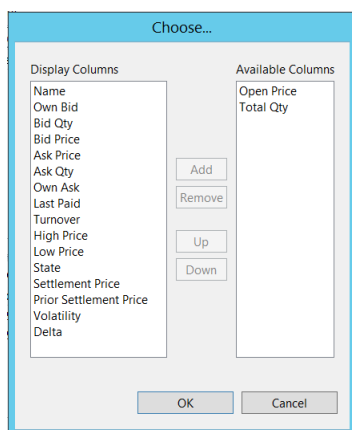 Choose...
Display Columns
Name
Own Bid
Bid Qty
Bid Price
Ask Price
Ask Qty
Own Ask
Last Paid
Turnover
High Price
Low Price
State
Settlement Price
Prior Settlement Price
Volatility
Delta
Add
Remove
Up
Down
Available Columns
Open Price
Total Qty
OK
Cancel